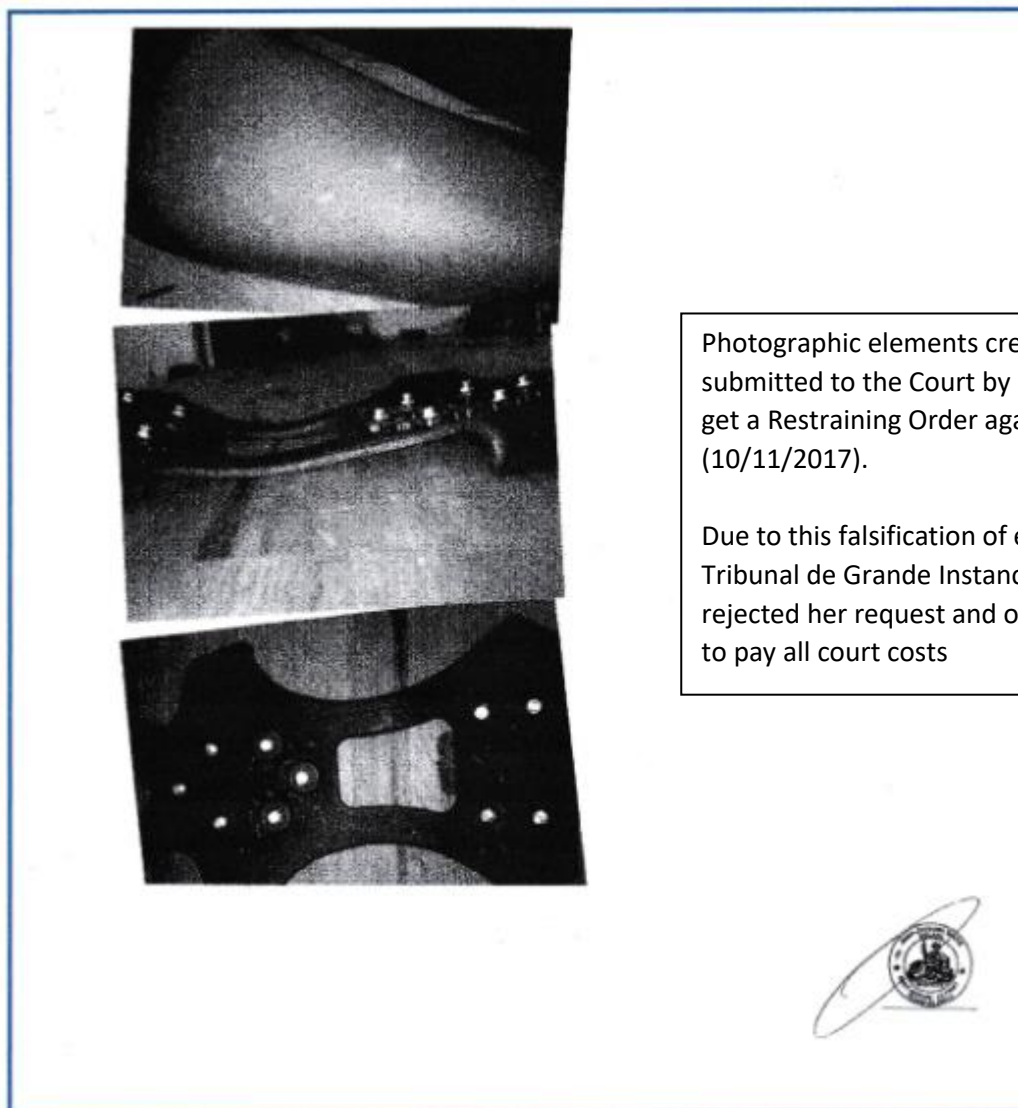 Photographic elements cre
submitted to the Court by
get a Restraining Order aga
(10/11/2017).
Due to this falsification of e
Tribunal de Grande Instanc
rejected her request and o
to pay all court costs